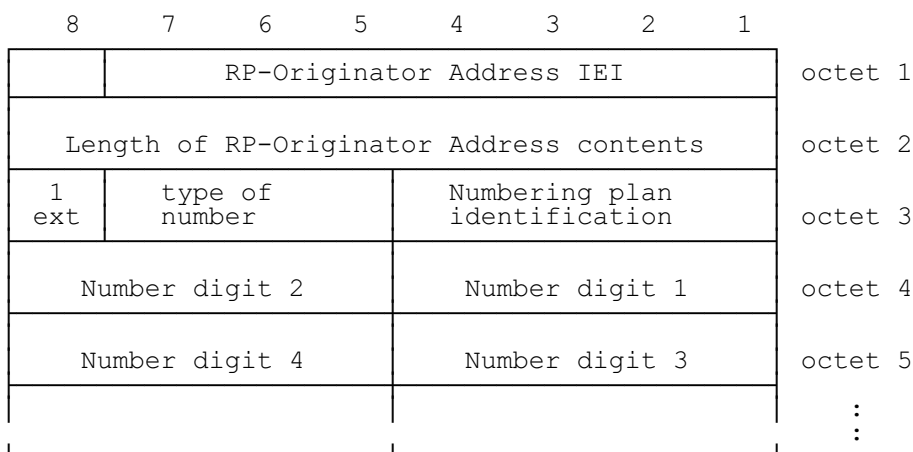 8 7 6 5 4 3 2 1
RP-Originator Address IEI octet 1
Length of RP-Originator Address contents octet 2
1 type of Numbering plan
ext number identification octet 3
Number digit 2 Number digit 1 octet 4
Number digit 4 Number digit 3 octet 5
:
: